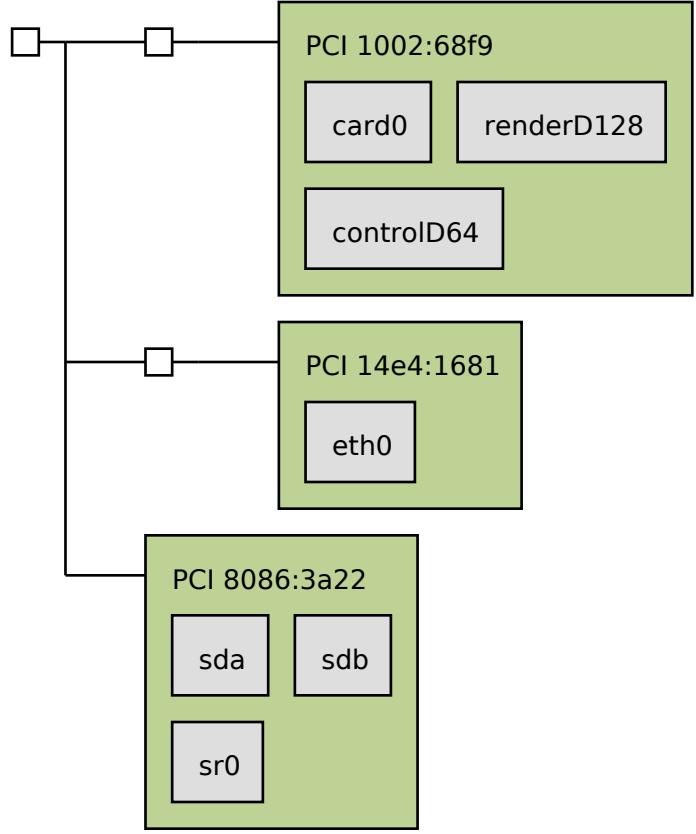 PCI 1002:68f9
card0 renderD128
controlD64
PCI 14e4:1681
eth0
PCI 8086:3a22
sda sdb
sr0